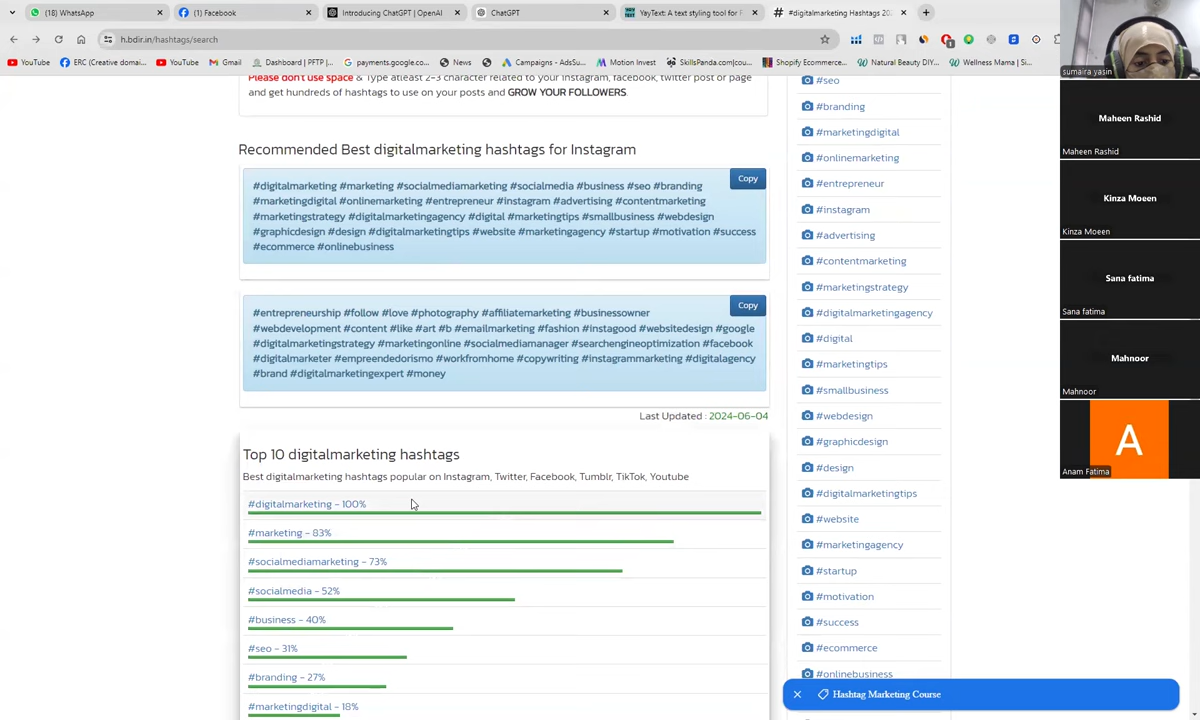 (18) WhatsApp
(1) Facebook
Introducing ChatGPT | OpenAI
ChatGPT
YayText: A text styling tool for F
#digitalmarketing Hashtags 202
h.bdir.in/hashtags/search
YouTube
ERC (Creative domai...
YouTube
Gmail
Dashboard | PFTP |...
payments.google.co...
News
Campaigns - AdsSu...
Motion Invest
SkillsPanda.com|cou...
Shopify Ecommerce...
Natural Beauty DIY...
Wellness Mama | Si...
Please don't use space & Type atleast 2-3 character related to your Instagram, facebook, twitter post or page
and get hundreds of hashtags to use on your posts and GROW YOUR FOLLOWERS.
Recommended Best digitalmarketing hashtags for Instagram
Copy
#digitalmarketing #marketing #socialmediamarketing #socialmedia #business #seo #branding
#marketingdigital #onlinemarketing #entrepreneur #instagram #advertising #contentmarketing
#marketingstrategy #digitalmarketingagency #digital #marketingtips #smallbusiness #webdesign
#graphicdesign #design #digitalmarketingtips #website #marketingagency #startup #motivation #success
#ecommerce #onlinebusiness
Copy
#entrepreneurship #follow #love #photography #affiliatemarketing #businessowner
#webdevelopment #content #like #art #b #emailmarketing #fashion #instagood #websitedesign #google
#digitalmarketingstrategy #marketingonline #socialmediamanager #searchengineoptimization #facebook
#digitalmarketer #empreendedorismo #workfromhome #copywriting #instagrammarketing #digitalagency
#brand #digitalmarketingexpert #money
Last Updated : 2024-06-04
Top 10 digitalmarketing hashtags
Best digitalmarketing hashtags popular on Instagram, Twitter, Facebook, Tumblr, TikTok, Youtube
#digitalmarketing - 100%
#marketing - 83%
#socialmediamarketing - 73%
#socialmedia - 52%
#business - 40%
#seo - 31%
#branding - 27%
#marketingdigital - 18%
#seo
#branding
#marketingdigital
#onlinemarketing
#entrepreneur
#instagram
#advertising
#contentmarketing
#marketingstrategy
#digitalmarketingagency
#digital
#marketingtips
#smallbusiness
#webdesign
#graphicdesign
#design
#digitalmarketingtips
#website
#marketingagency
#startup
#motivation
#success
#ecommerce
#onlinebusiness
Hashtag Marketing Course
sumaira yasin
Maheen Rashid
Maheen Rashid
Kinza Moeen
Kinza Moeen
Sana fatima
Sana fatima
Mahnoor
Mahnoor
A
Anam Fatima